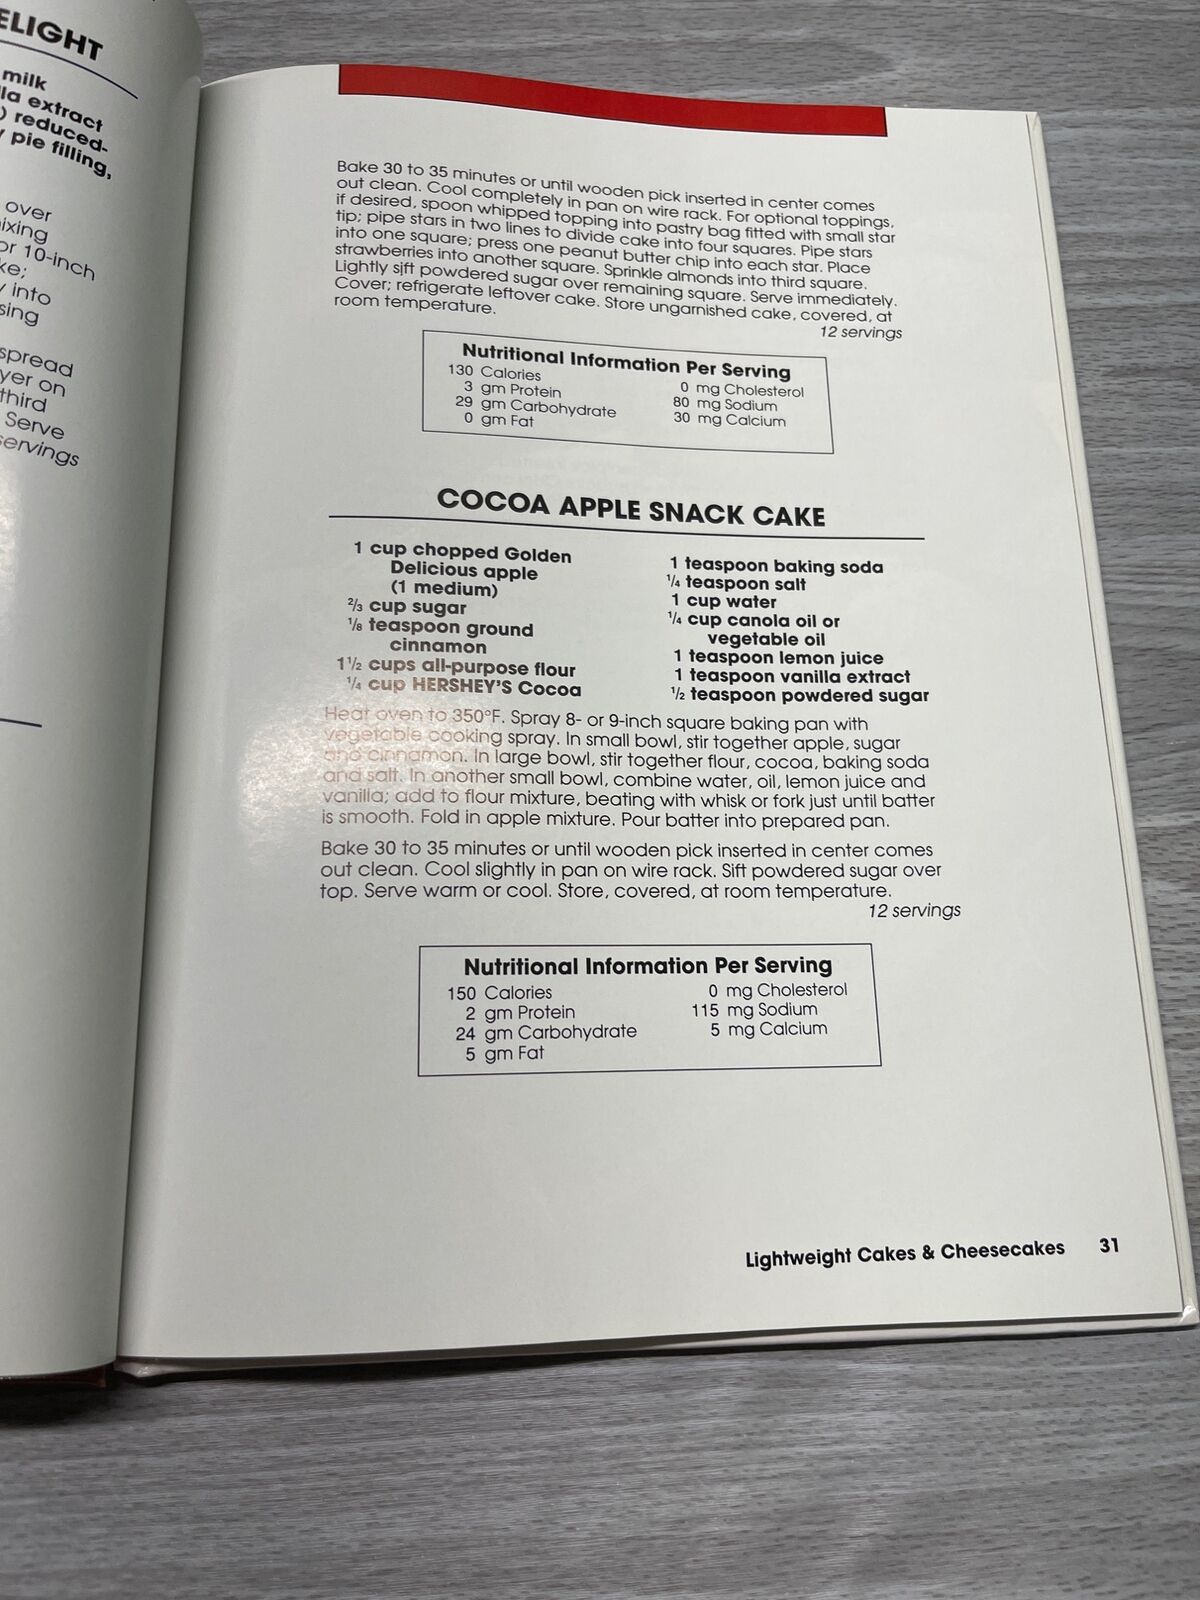 ELIGHT
milk
la extract
) reduced-
pie filling,
over
ixing
or 10-inch
ke;
into
sing
spread
yer on
third
Serve
servings
Bake 30 to 35 minutes or until wooden pick inserted in center comes
out clean. Cool completely in pan on wire rack. For optional toppings,
if desired, spoon whipped topping into pastry bag fitted with small star
tip; pipe stars in two lines to divide cake into four squares. Pipe stars
into one square; press one peanut butter chip into each star. Place
strawberries into another square. Sprinkle almonds into third square.
Lightly sift powdered sugar over remaining square. Serve immediately.
Cover; refrigerate leftover cake. Store ungarnished cake, covered, at
room temperature.
12 servings
Nutritional Information Per Serving
130 Calories
3 gm Protein
29 gm Carbohydrate
0 gm Fat
0 mg Cholesterol
80 mg Sodium
30 mg Calcium
COCOA APPLE SNACK CAKE
1 cup chopped Golden
Delicious apple
(1 medium)
2/3 cup sugar
1/8 teaspoon ground
cinnamon
1 1/2 cups all-purpose flour
1/4 cup HERSHEY'S Cocoa
1 teaspoon baking soda
1/4 teaspoon salt
1 cup water
1/4 cup canola oil or
vegetable oil
1 teaspoon lemon juice
1 teaspoon vanilla extract
1/2 teaspoon powdered sugar
Heat oven to 350°F. Spray 8- or 9-inch square baking pan with
vegetable cooking spray. In small bowl, stir together apple, sugar
and cinnamon. In large bowl, stir together flour, cocoa, baking soda
and salt. In another small bowl, combine water, oil, lemon juice and
vanilla; add to flour mixture, beating with whisk or fork just until batter
is smooth. Fold in apple mixture. Pour batter into prepared pan.
Bake 30 to 35 minutes or until wooden pick inserted in center comes
out clean. Cool slightly in pan on wire rack. Sift powdered sugar over
top. Serve warm or cool. Store, covered, at room temperature.
12 servings
Nutritional Information Per Serving
150 Calories
2 gm Protein
24 gm Carbohydrate
5 gm Fat
0 mg Cholesterol
115 mg Sodium
5 mg Calcium
Lightweight Cakes & Cheesecakes 31